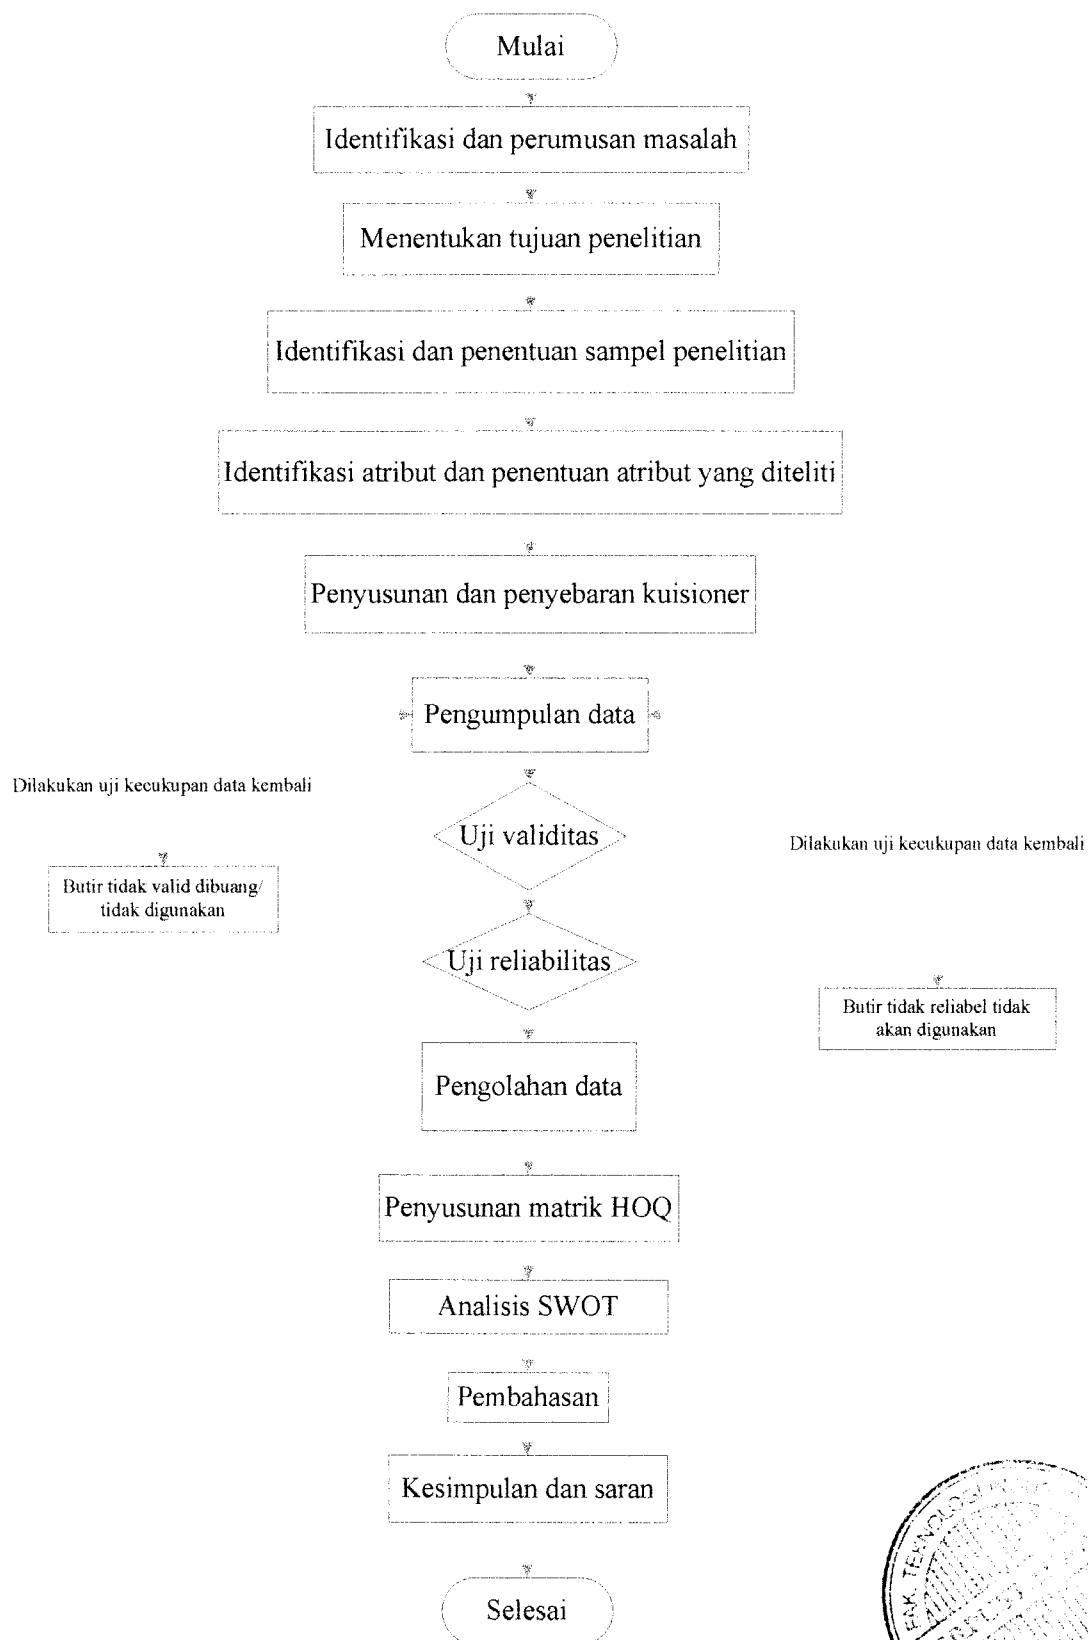 Mulai
Identifikasi dan perumusan masalah
Menentukan tujuan penelitian
Identifikasi dan penentuan sampel penelitian
Identifikasi atribut dan penentuan atribut yang diteliti
Penyusunan dan penyebaran kuisioner
Pengumpulan data
Dilakukan uji kecukupan data kembali
Uji validitas
Dilakukan uji kecukupan data kembali
Butir tidak valid dibuang/
tidak digunakan
Uji reliabilitas
Butir tidak reliabel tidak
akan digunakan
Pengolahan data
Penyusunan matrik HOQ
Analisis SWOT
Pembahasan
Kesimpulan dan saran
Selesai
FAK. TEKNOLOGI